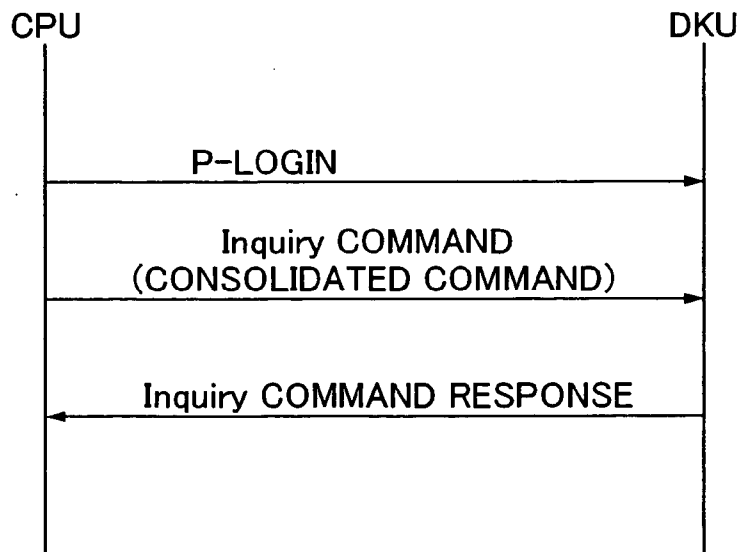 CPU
DKU
P-LOGIN
Inquiry COMMAND
(CONSOLIDATED COMMAND)
Inquiry COMMAND RESPONSE